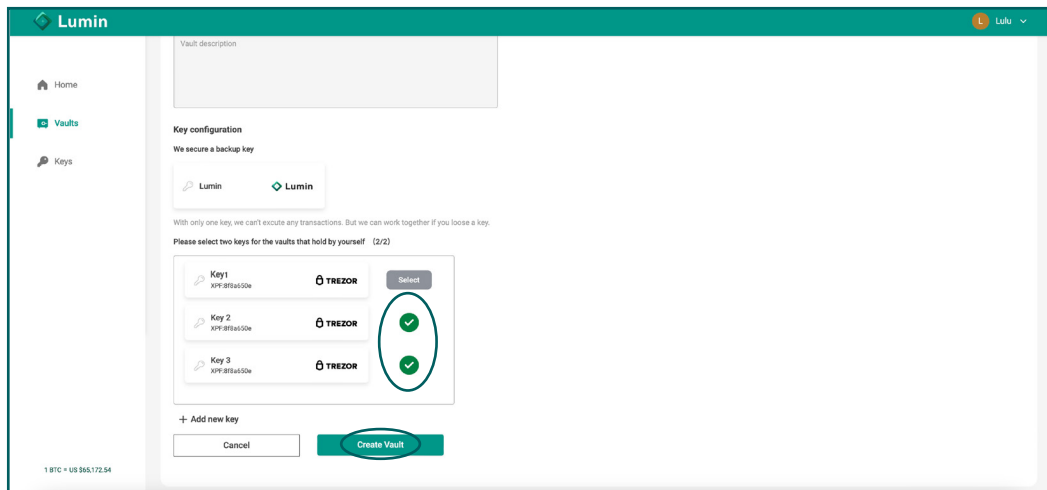 Lumin
L Lulu
Vault description
Home
Vaults
Keys
Key configuration
We secure a backup key
Lumin Lumin
With only one key, we can't excute any transactions. But we can work together if you loose a key.
Please select two keys for the vaults that hold by yourself (2/2)
Key1
XPF:8f8a650e
TREZOR
Select
Key 2
XPF:8f8a650e
TREZOR
Key 3
XPF:8f8a650e
TREZOR
+ Add new key
Cancel
Create Vault
1 BTC = US $65,172.54